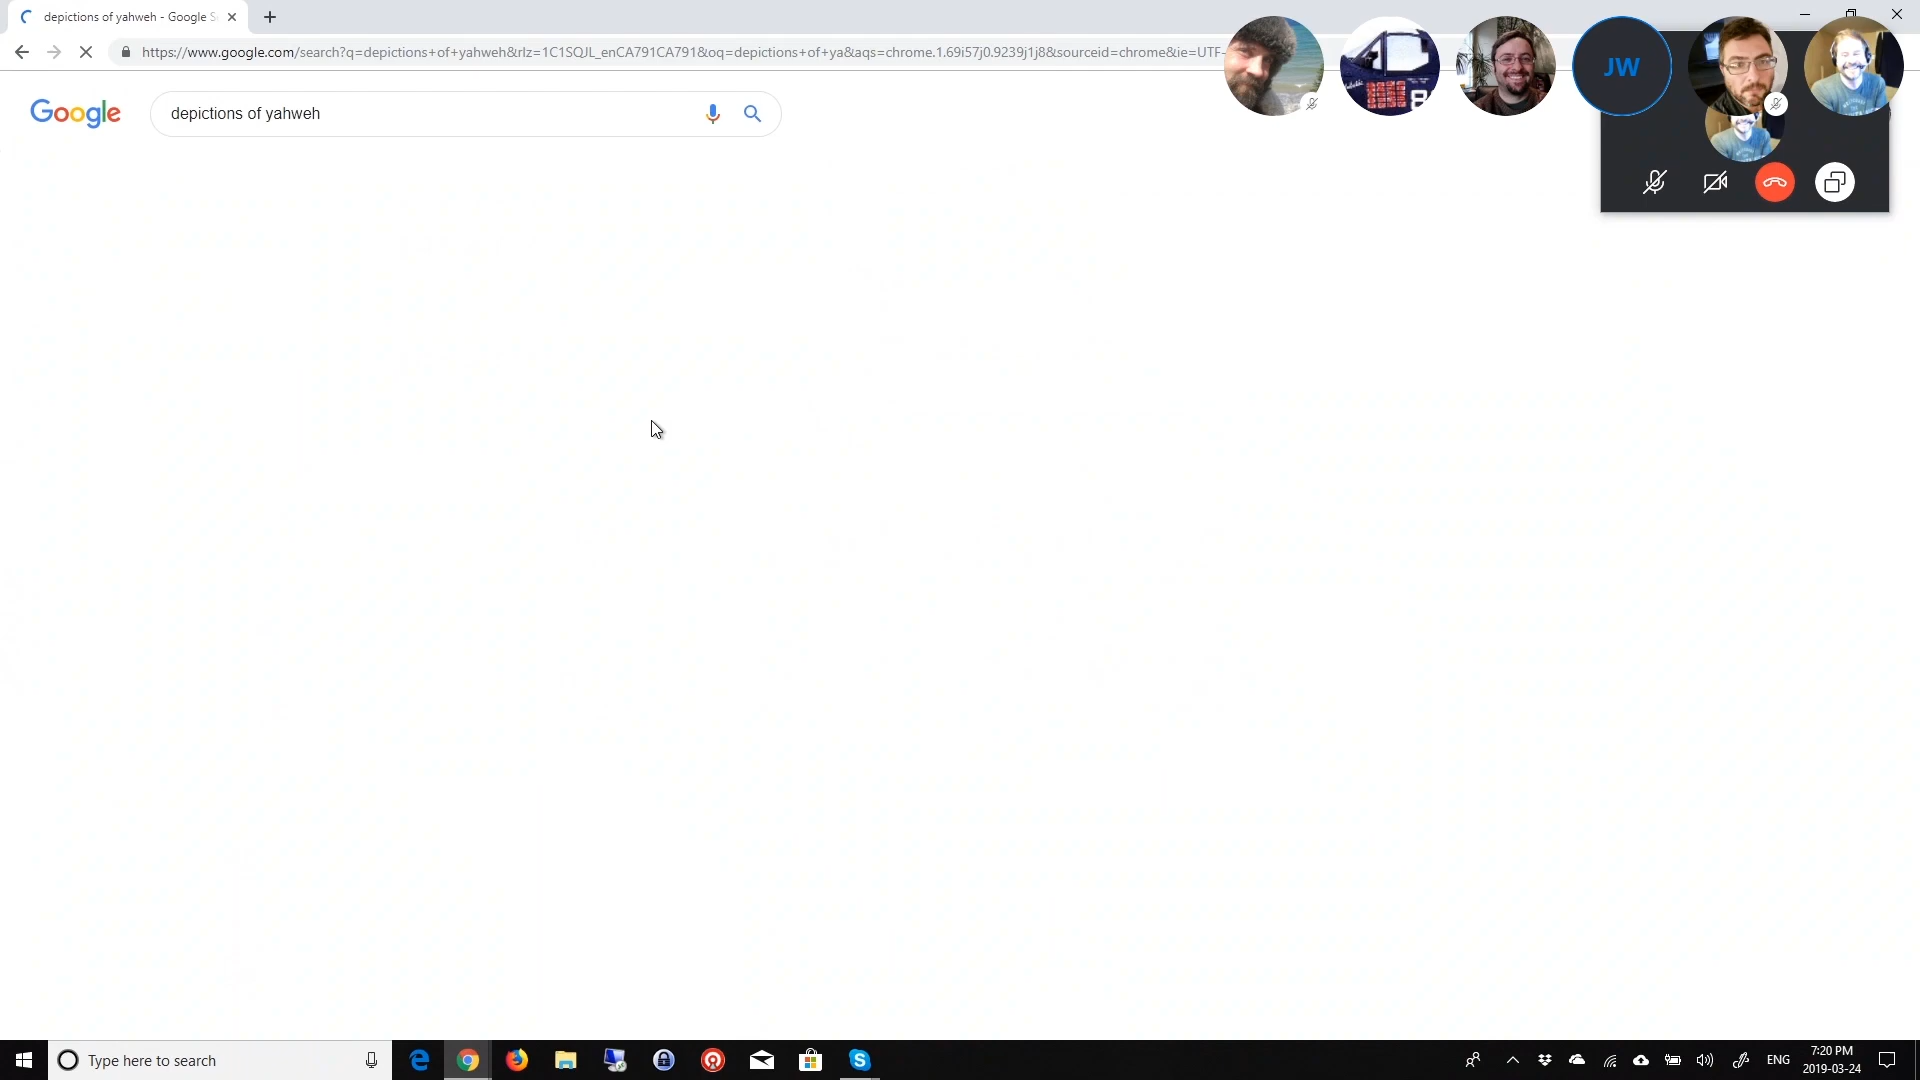 depictions of yahweh - Google S
https://www.google.com/search?q=depictions+of+yahweh&rlz=1C1SQJL_enCA791CA791&oq=depictions+of+ya&aqs=chrome.1.69i57j0.9239j1j8&sourceid=chrome&ie=UTF-
Google
depictions of yahweh
JW
8
Type here to search
ENG
7:20 PM
2019-03-24